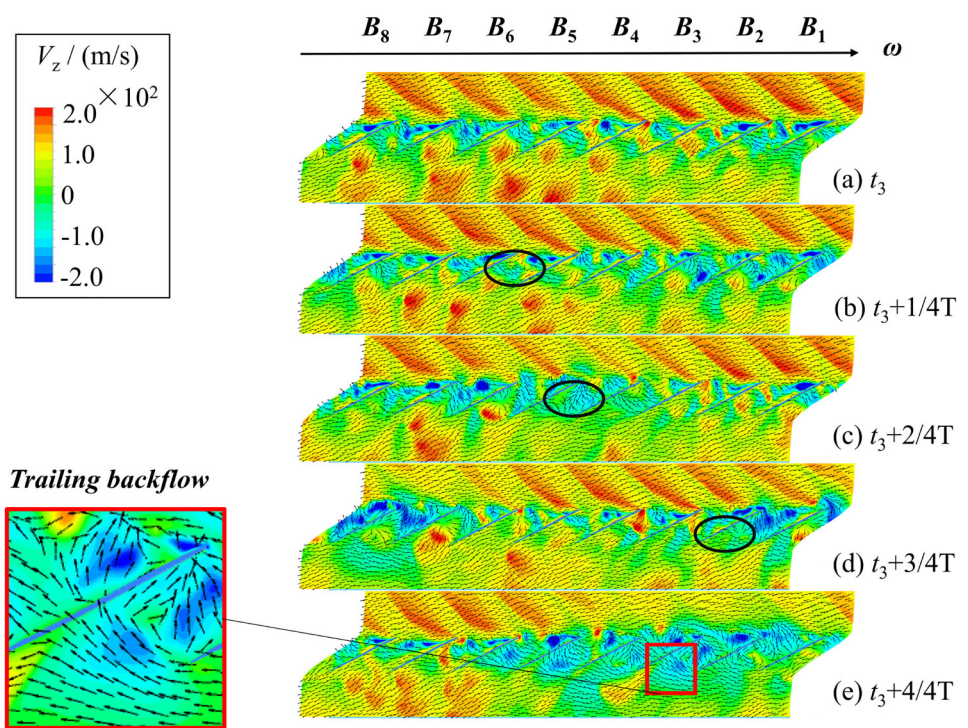 B8 B7 B6 B5 B4 B3 B2 B1 ω
Vz / (m/s)
2.0 ×10²
1.0
0
-1.0
-2.0
(a) t3
(b) t3+1/4T
(c) t3+2/4T
Trailing backflow
(d) t3+3/4T
(e) t3+4/4T